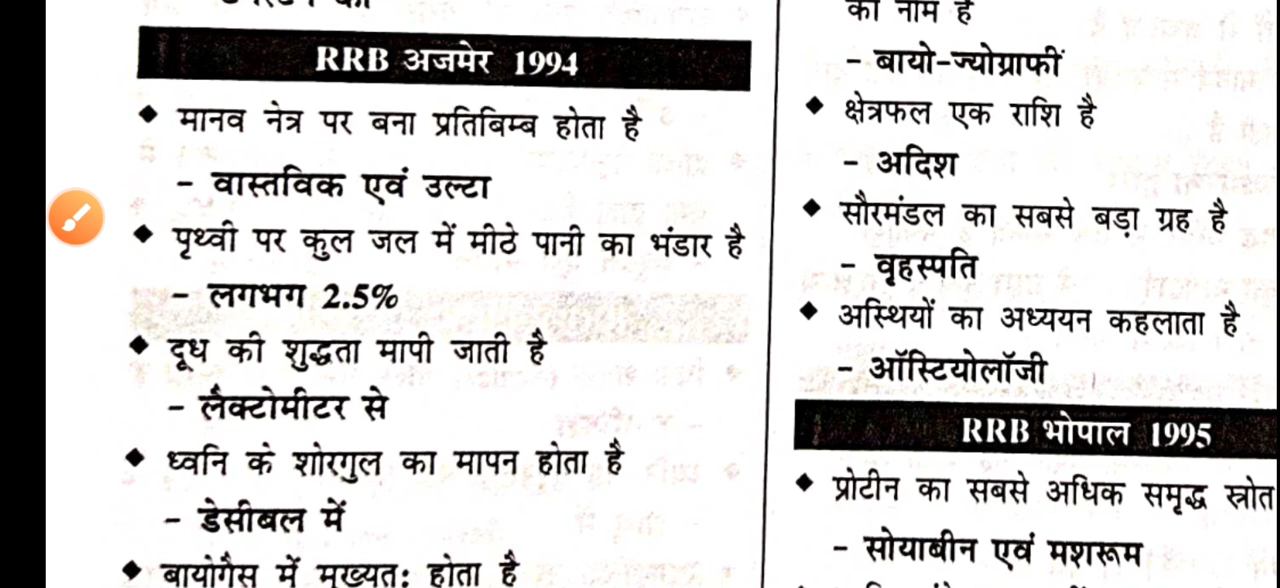 RRB अजमेर 1994
◆ मानव नेत्र पर बना प्रतिबिम्ब होता है
– वास्तविक एवं उल्टा
◆ पृथ्वी पर कुल जल में मीठे पानी का भंडार है
– लगभग 2.5%
◆ दूध की शुद्धता मापी जाती है
– लैक्टोमीटर से
◆ ध्वनि के शोरगुल का मापन होता है
– डेसीबल में
◆ बायोगैस में मुख्यत: होता है
का नाम है
– बायो-ज्योग्राफीं
◆ क्षेत्रफल एक राशि है
– अदिश
◆ सौरमंडल का सबसे बड़ा ग्रह है
– वृहस्पति
◆ अस्थियों का अध्ययन कहलाता है
– ऑस्टियोलॉजी
RRB भोपाल 1995
◆ प्रोटीन का सबसे अधिक समृद्ध स्रोत
– सोयाबीन एवं मशरूम